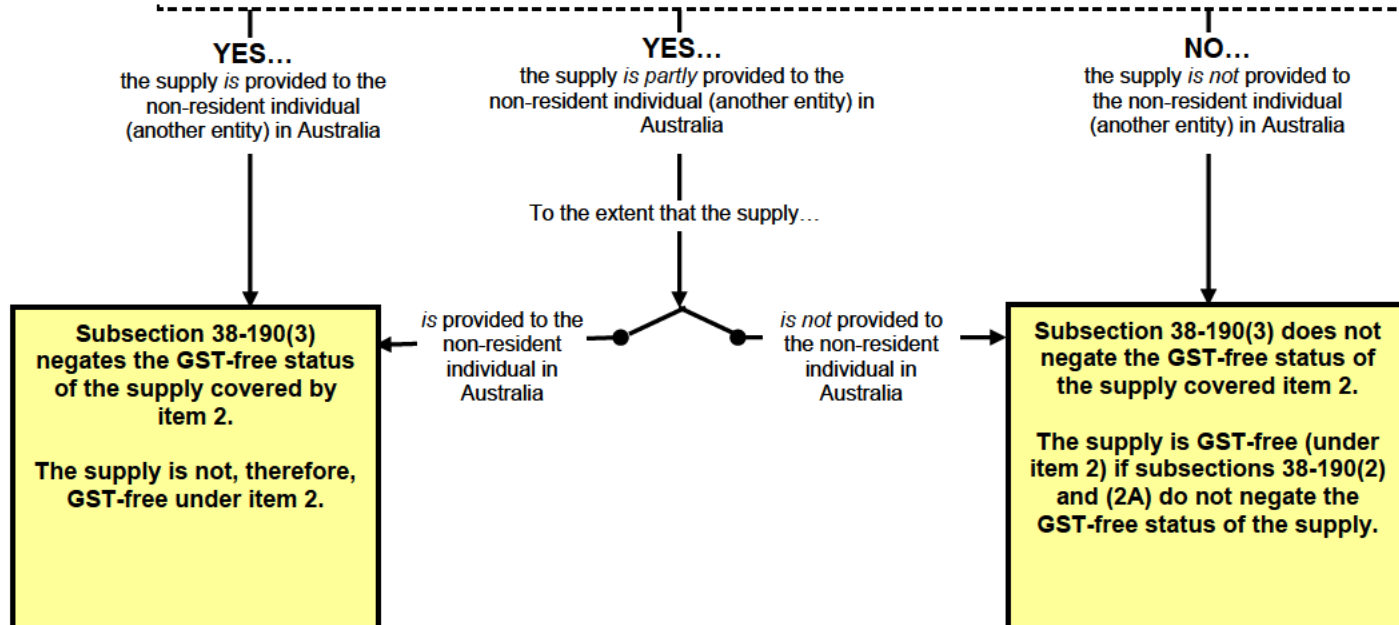 YES…
the supply is provided to the
non-resident individual
(another entity) in Australia
YES…
the supply is partly provided to the
non-resident individual (another entity) in
Australia
NO…
the supply is not provided to
the non-resident individual
(another entity) in Australia
To the extent that the supply…
Subsection 38-190(3)
negates the GST-free status
of the supply covered by
item 2.
The supply is not, therefore,
GST-free under item 2.
is provided to the
non-resident
individual in
Australia
is not provided to
the non-resident
individual in
Australia
Subsection 38-190(3) does not
negate the GST-free status of
the supply covered item 2.
The supply is GST-free (under
item 2) if subsections 38-190(2)
and (2A) do not negate the
GST-free status of the supply.